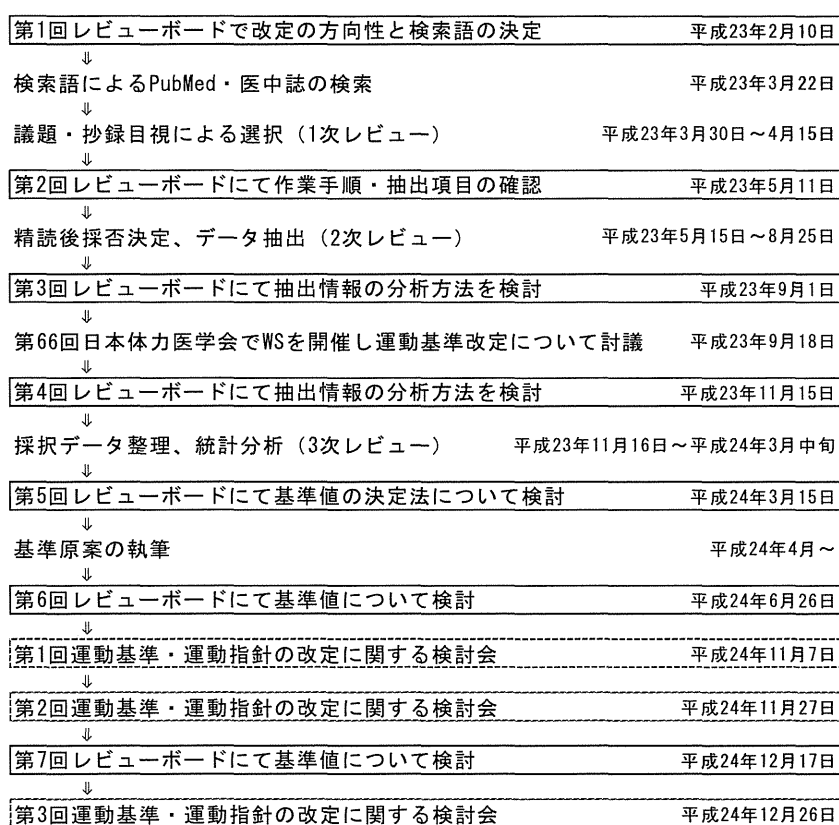 第1回レビューボードで改定の方向性と検索語の決定 平成23年2月10日
⇓
検索語によるPubMed・医中誌の検索 平成23年3月22日
⇓
議題・抄録目視による選択（1次レビュー） 平成23年3月30日～4月15日
⇓
第2回レビューボードにて作業手順・抽出項目の確認 平成23年5月11日
⇓
精読後採否決定、データ抽出（2次レビュー） 平成23年5月15日～8月25日
⇓
第3回レビューボードにて抽出情報の分析方法を検討 平成23年9月1日
⇓
第66回日本体力医学会でWSを開催し運動基準改定について討議 平成23年9月18日
⇓
第4回レビューボードにて抽出情報の分析方法を検討 平成23年11月15日
⇓
採択データ整理、統計分析（3次レビュー） 平成23年11月16日～平成24年3月中旬
⇓
第5回レビューボードにて基準値の決定法について検討 平成24年3月15日
⇓
基準原案の執筆 平成24年4月～
⇓
第6回レビューボードにて基準値について検討 平成24年6月26日
⇓
第1回運動基準・運動指針の改定に関する検討会 平成24年11月7日
⇓
第2回運動基準・運動指針の改定に関する検討会 平成24年11月27日
⇓
第7回レビューボードにて基準値について検討 平成24年12月17日
⇓
第3回運動基準・運動指針の改定に関する検討会 平成24年12月26日